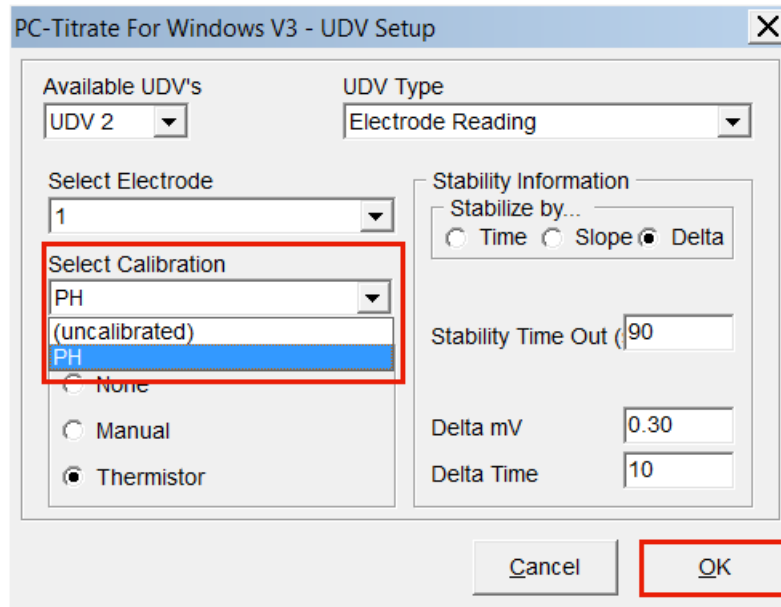 PC-Titrate For Windows V3 - UDV Setup
Available UDV's
UDV Type
UDV 2
Electrode Reading
Select Electrode
1
Select Calibration
PH
(uncalibrated)
PH
None
Manual
Thermistor
Stability Information
Stabilize by...
Time
Slope
Delta
Stability Time Out (
90
Delta mV
0.30
Delta Time
10
Cancel
OK